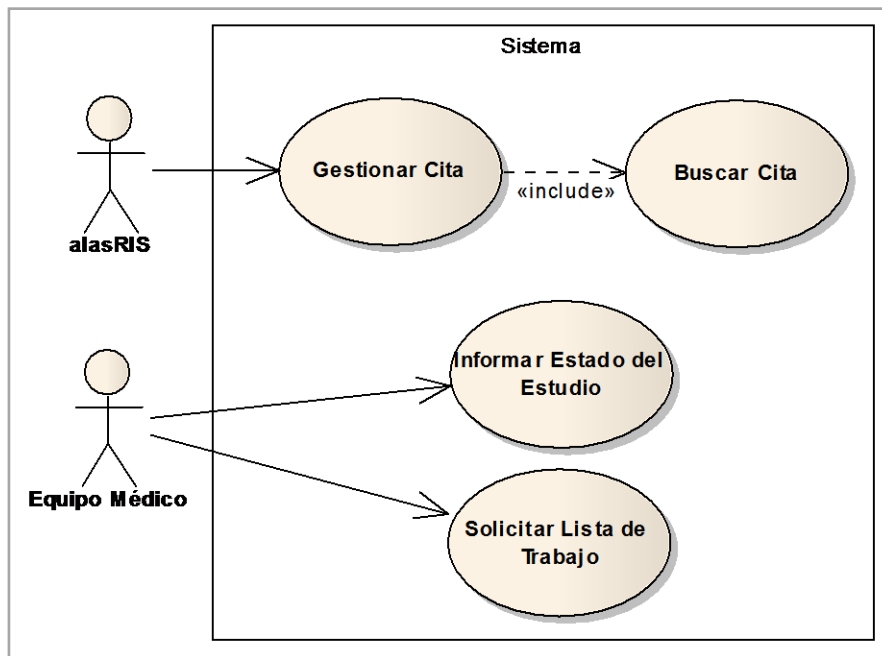 Sistema
Gestionar Cita
«include»
Buscar Cita
alasRIS
Informar Estado del
Estudio
Equipo Médico
Solicitar Lista de
Trabajo